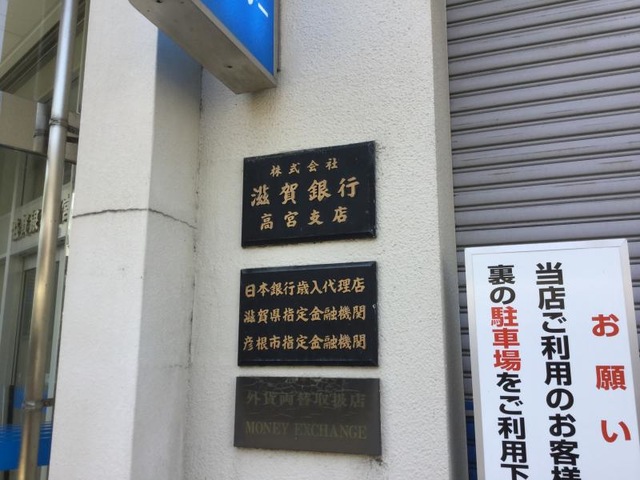 株式会社
滋賀銀行
高宮支店
日本銀行歳入代理店
滋賀県指定金融機関
彦根市指定金融機関
外貨両替取扱店
MONEY EXCHANGE
お願い
当店ご利用のお客様
裏の駐車場をご利用下